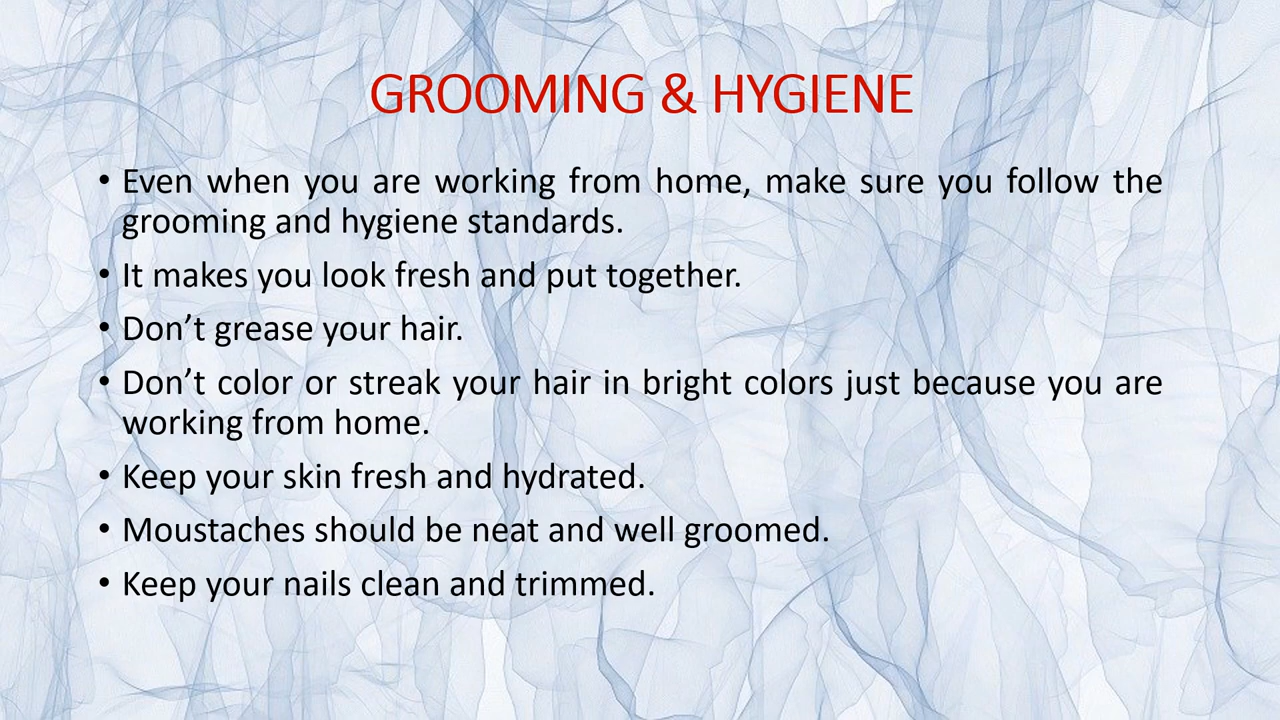 GROOMING & HYGIENE
• Even when you are working from home, make sure you follow the
grooming and hygiene standards.
• It makes you look fresh and put together.
• Don’t grease your hair.
• Don’t color or streak your hair in bright colors just because you are
working from home.
• Keep your skin fresh and hydrated.
• Moustaches should be neat and well groomed.
• Keep your nails clean and trimmed.